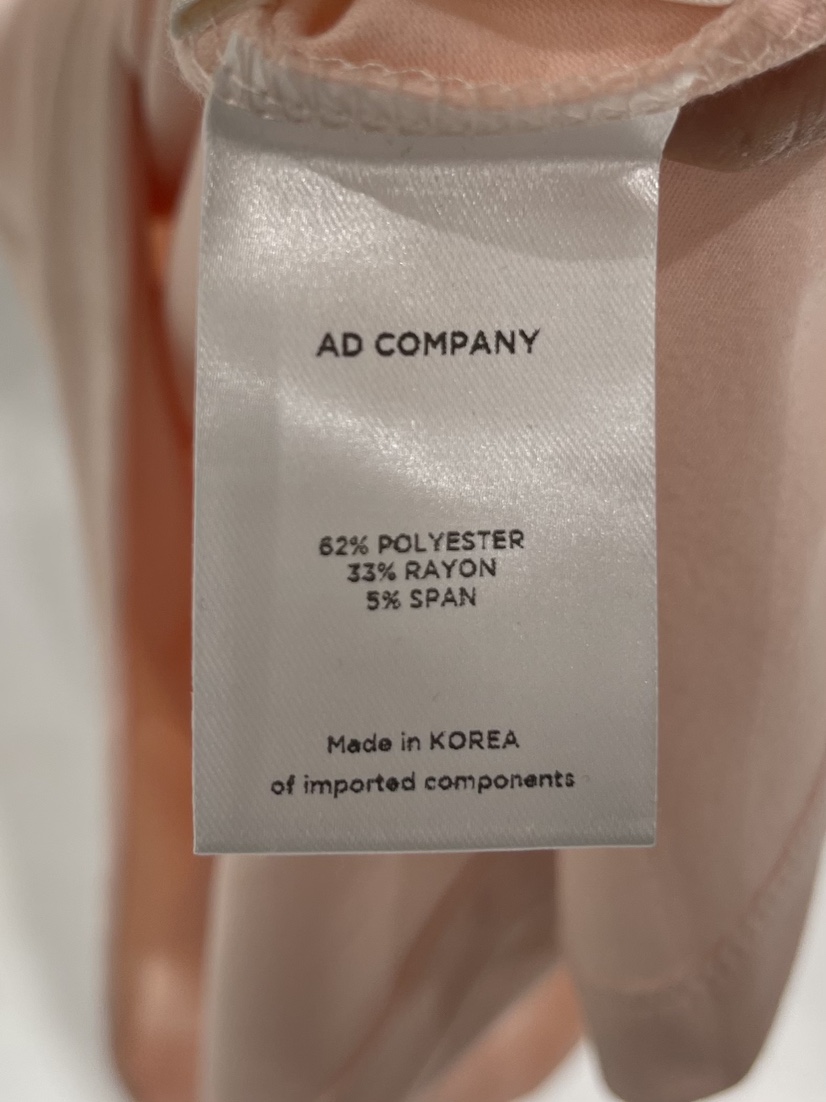 AD COMPANY
62% POLYESTER
33% RAYON
5% SPAN
Made in KOREA
of imported components